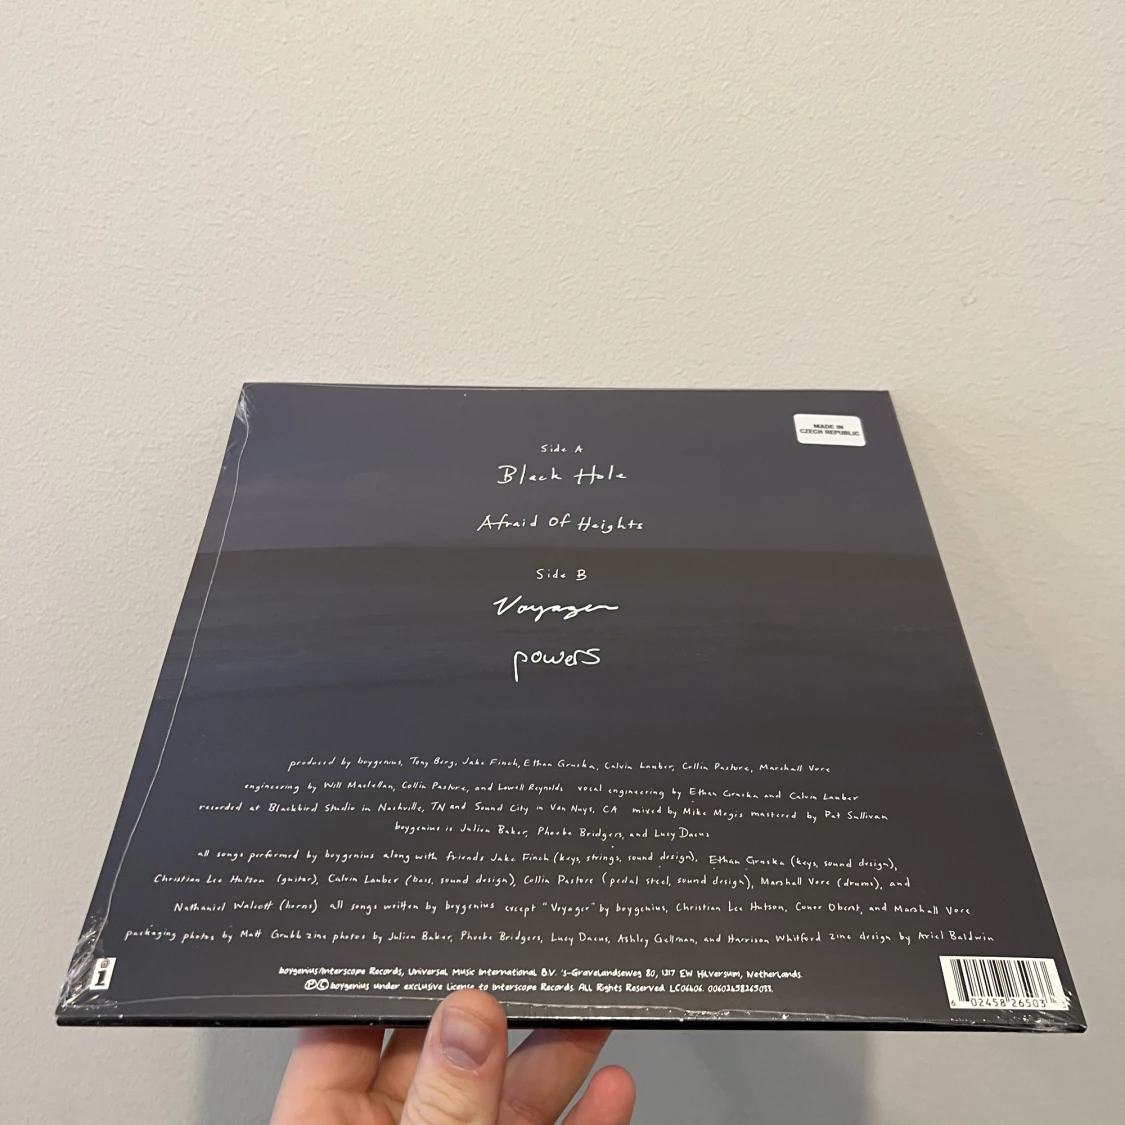 MADE IN
CZECH REPUBLIC
Side A
Black Hole
Afraid Of Heights
Side B
Voyager
powers
produced by boygenius, Tony Berg, Jake Finch, Ethan Gruska, Calvin Lauber, Collin Pastore, Marshall Vore
engineering by Will Maclellan, Collin Pastore, and Lowell Reynolds vocal engineering by Ethan Gruska and Calvin Lauber
recorded at Blackbird Studio in Nashville, TN and Sound City in Van Nuys, CA mixed by Mike Mogis mastered by Pat Sullivan
boygenius is Julien Baker, Phoebe Bridgers, and Lucy Dacus
all songs performed by boygenius along with friends Jake Finch (keys, strings, sound design), Ethan Gruska (keys, sound design),
Christian Lee Hutson (guitar), Calvin Lauber (bass, sound design), Collin Pastore (pedal steel, sound design), Marshall Vore (drums), and
Nathaniel Walcott (horns) all songs written by boygenius except "Voyager" by boygenius, Christian Lee Hutson, Conor Oberst, and Marshall Vore
packaging photos by Matt Grubb zine photos by Julien Baker, Phoebe Bridgers, Lucy Dacus, Ashley Gellman, and Harrison Whitford zine design by Ariel Baldwin
boygenius/Interscope Records, Universal Music International B.V. 's-Gravelandseweg 80, 1217 EW Hilversum, Netherlands.
℗© boygenius under exclusive license to Interscope Records. All Rights Reserved. LC06406. 00602458265033.
i
6 02458 26503